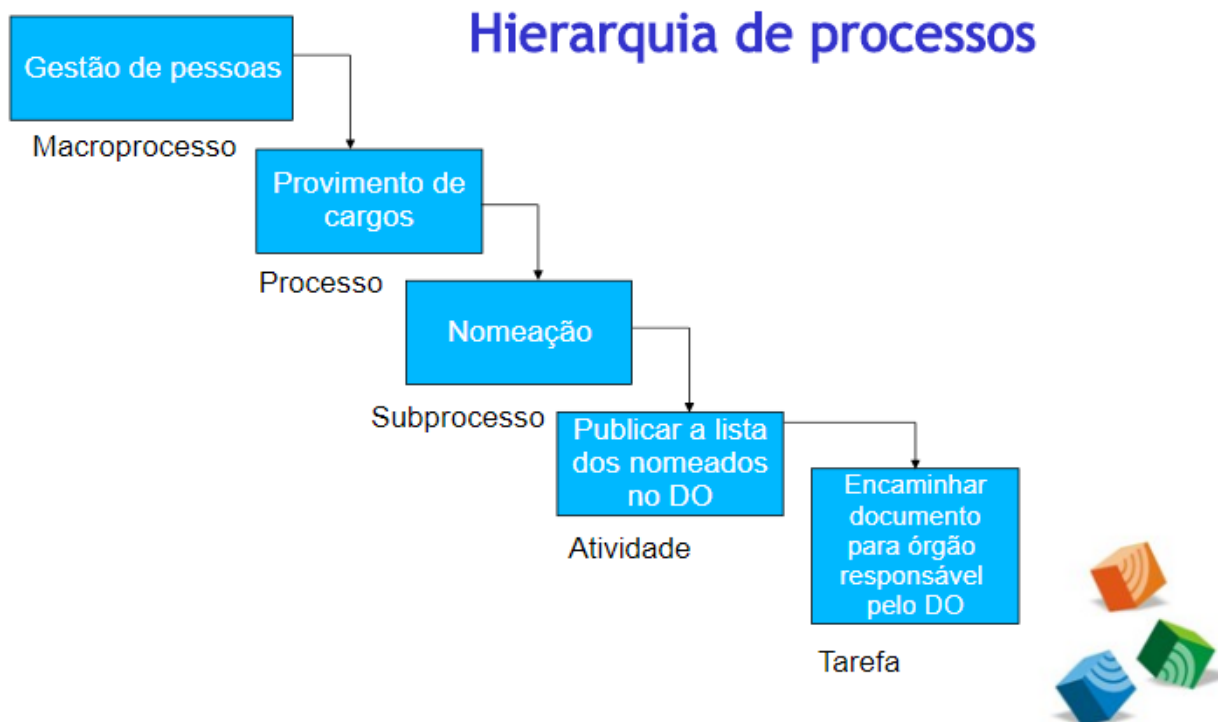 Hierarquia de processos
Gestão de pessoas
Macroprocesso
Provimento de
cargos
Processo
Nomeação
Subprocesso
Publicar a lista
dos nomeados
no DO
Atividade
Encaminhar
documento
para órgão
responsável
pelo DO
Tarefa